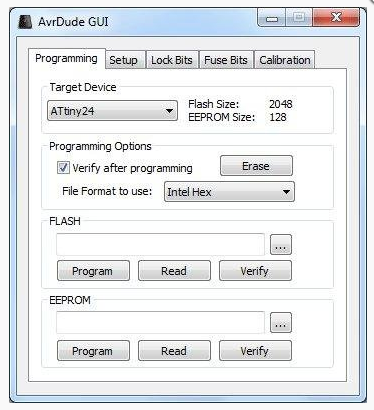 AvrDude GUI
Programming Setup Lock Bits Fuse Bits Calibration
Target Device
ATtiny24
Flash Size: 2048
EEPROM Size: 128
Programming Options
Verify after programming
Erase
File Format to use: Intel Hex
FLASH
...
Program Read Verify
EEPROM
...
Program Read Verify